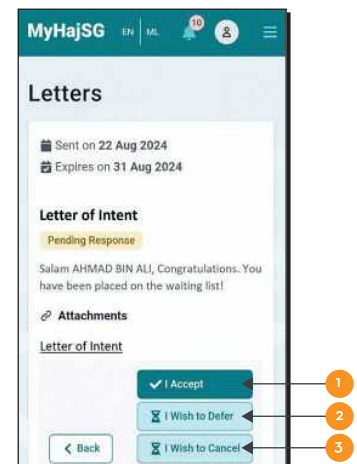 MyHajSG EN ML 10
Letters
Sent on 22 Aug 2024
Expires on 31 Aug 2024
Letter of Intent
Pending Response
Salam AHMAD BIN ALI, Congratulations. You
have been placed on the waiting list!
Attachments
Letter of Intent
I Accept 1
I Wish to Defer 2
Back I Wish to Cancel 3